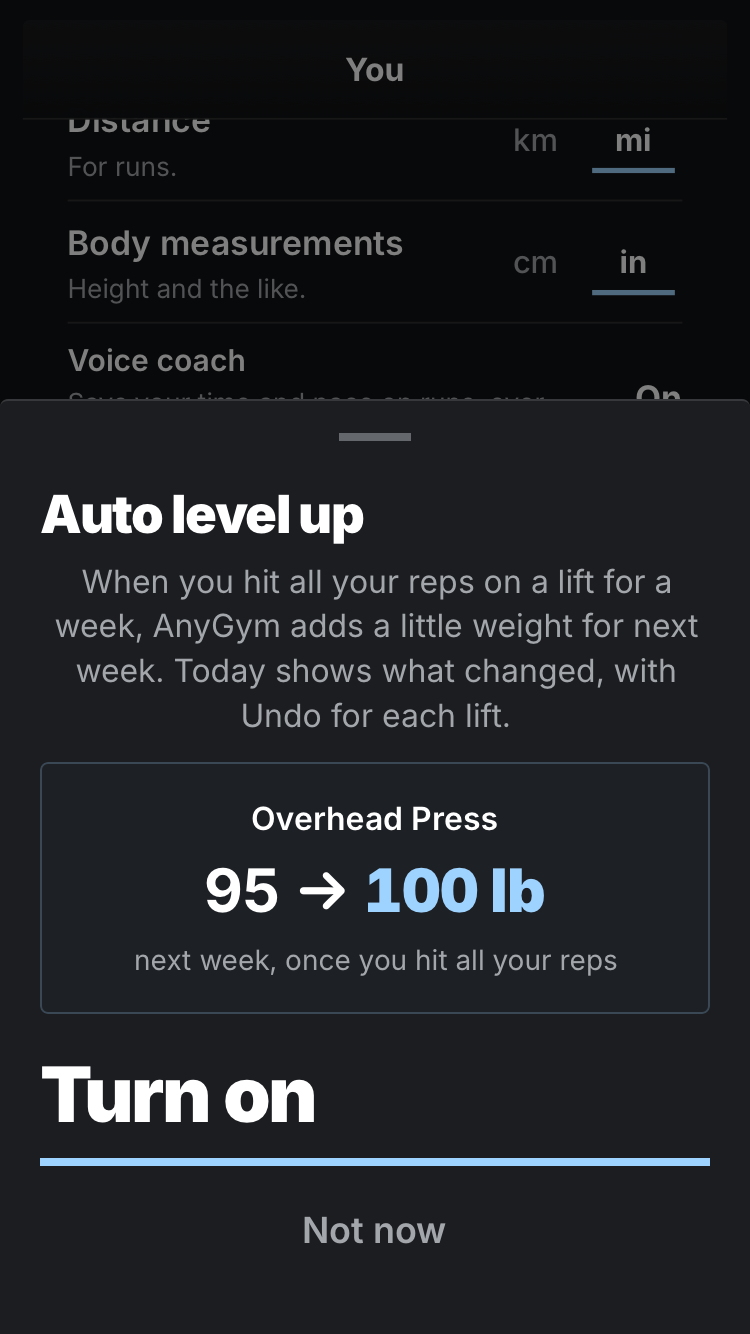 You
Distance
km
mi
For runs.
Body measurements
cm
in
Height and the like.
Voice coach
On
Auto level up
When you hit all your reps on a lift for a
week, AnyGym adds a little weight for next
week. Today shows what changed, with
Undo for each lift.
Overhead Press
95 → 100 lb
next week, once you hit all your reps
Turn on
Not now